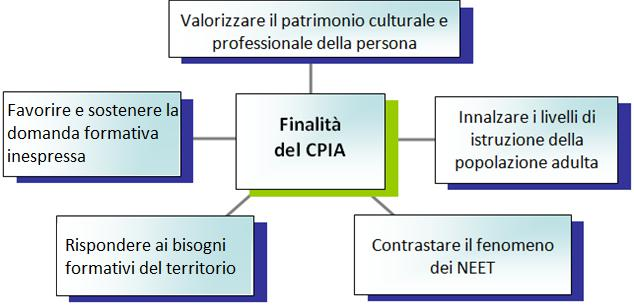 Valorizzare il patrimonio culturale e
professionale della persona
Favorire e sostenere la
domanda formativa
inespressa
Finalità
del CPIA
Innalzare i livelli di
istruzione della
popolazione adulta
Rispondere ai bisogni
formativi del territorio
Contrastare il fenomeno
dei NEET